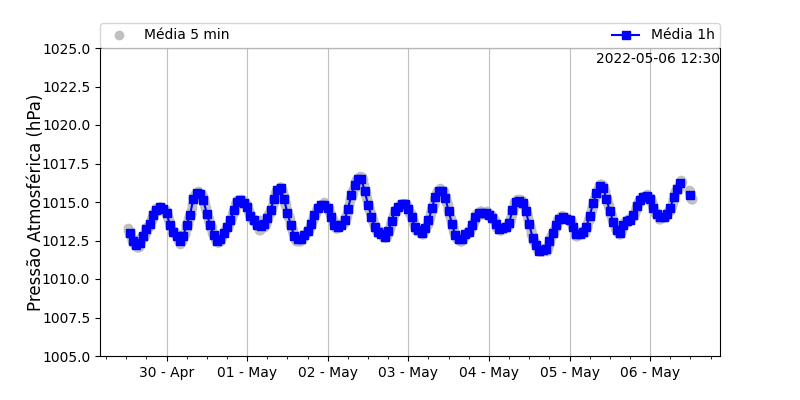 Média 5 min
Média 1h
2022-05-06 12:30
Pressão Atmosférica (hPa)
1025.0
1022.5
1020.0
1017.5
1015.0
1012.5
1010.0
1007.5
1005.0
30 - Apr
01 - May
02 - May
03 - May
04 - May
05 - May
06 - May